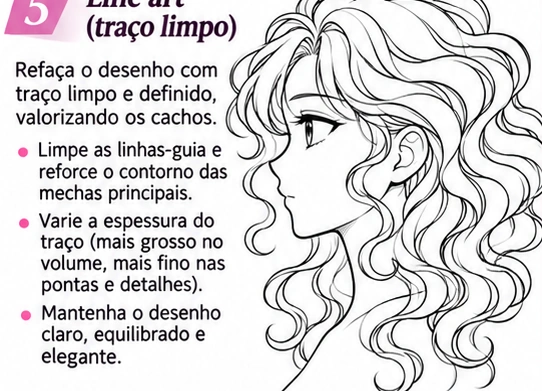 5
Line art
(traço limpo)
Refaça o desenho com
traço limpo e definido,
valorizando os cachos.
Limpe as linhas-guia e
reforce o contorno das
mechas principais.
Varie a espessura do
traço (mais grosso no
volume, mais fino nas
pontas e detalhes).
Mantenha o desenho
claro, equilibrado e
elegante.